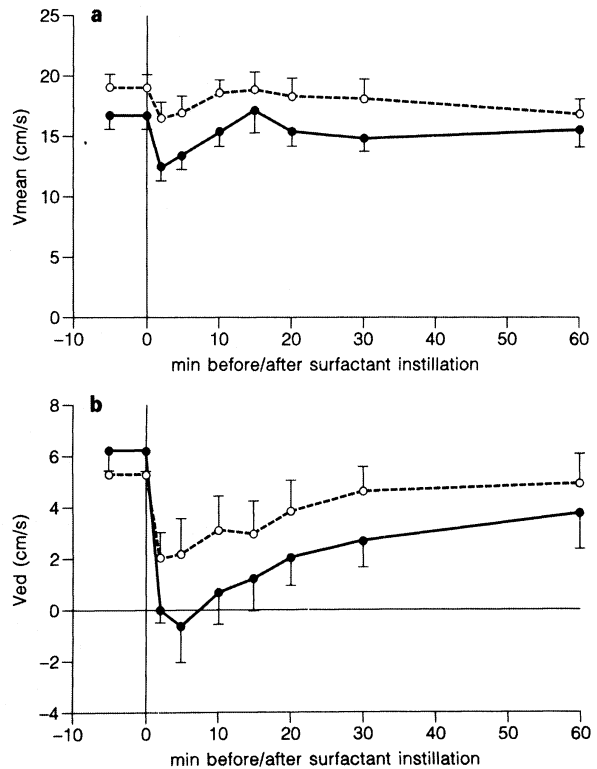 a
25
20
15
10
5
0
Vmean (cm/s)
−10 0 10 20 30 40 50 60
min before/after surfactant instillation
b
8
6
4
2
0
−2
−4
Ved (cm/s)
−10 0 10 20 30 40 50 60
min before/after surfactant instillation